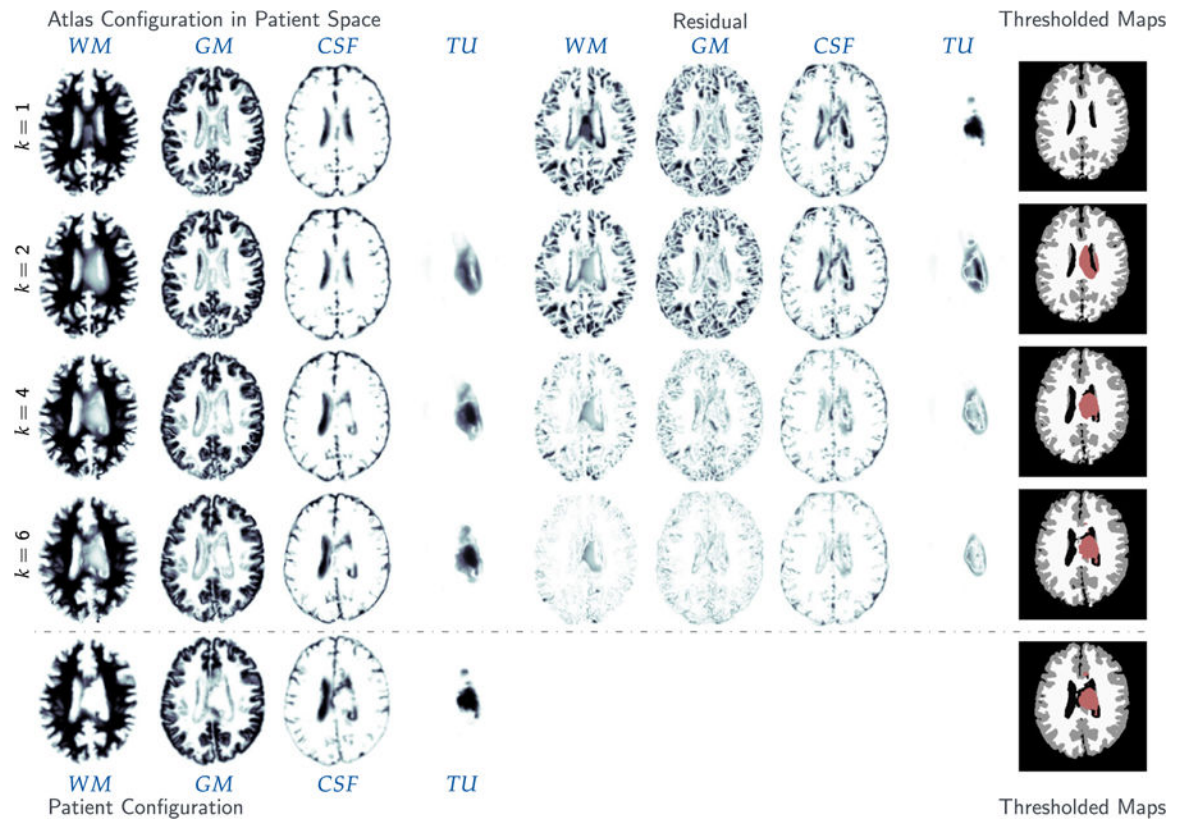 Atlas Configuration in Patient Space Residual Thresholded Maps
WM GM CSF TU WM GM CSF TU
k = 1
k = 2
k = 4
k = 6
WM GM CSF TU
Patient Configuration Thresholded Maps